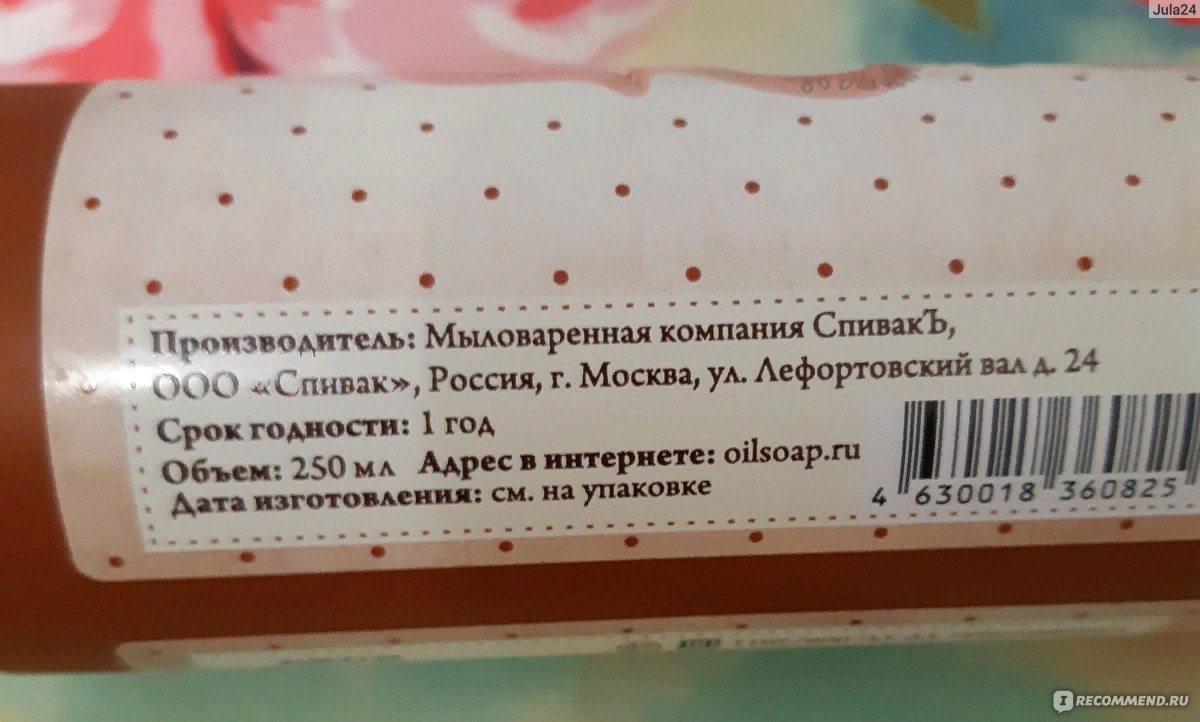 Jula24
Производитель: Мыловаренная компания СпивакЪ,
ООО «Спивак», Россия, г. Москва, ул. Лефортовский вал д. 24
Срок годности: 1 год
Объем: 250 мл Адрес в интернете: oilsoap.ru
Дата изготовления: см. на упаковке
4 630018 360825
I RECOMMEND.RU